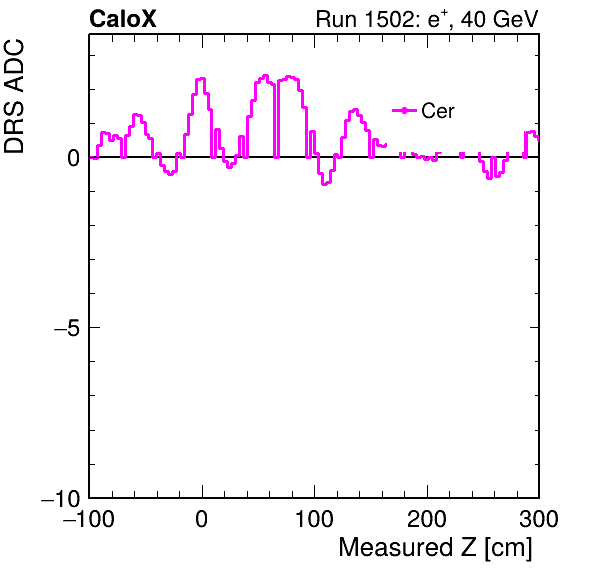 CaloX Run 1502: e⁺, 40 GeV
DRS ADC
Cer
0
−5
−10
−100 0 100 200 300
Measured Z [cm]